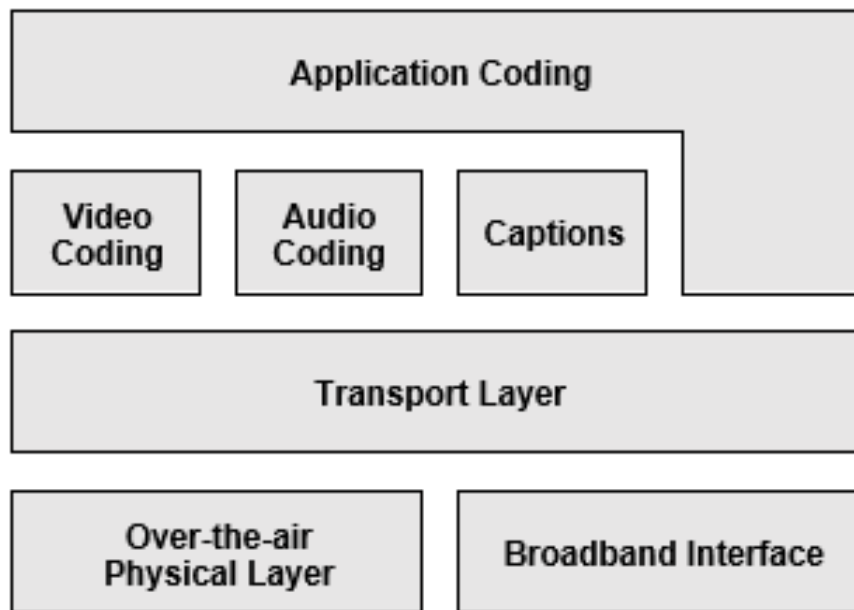 Application Coding
Video
Coding
Audio
Coding
Captions
Transport Layer
Over-the-air
Physical Layer
Broadband Interface